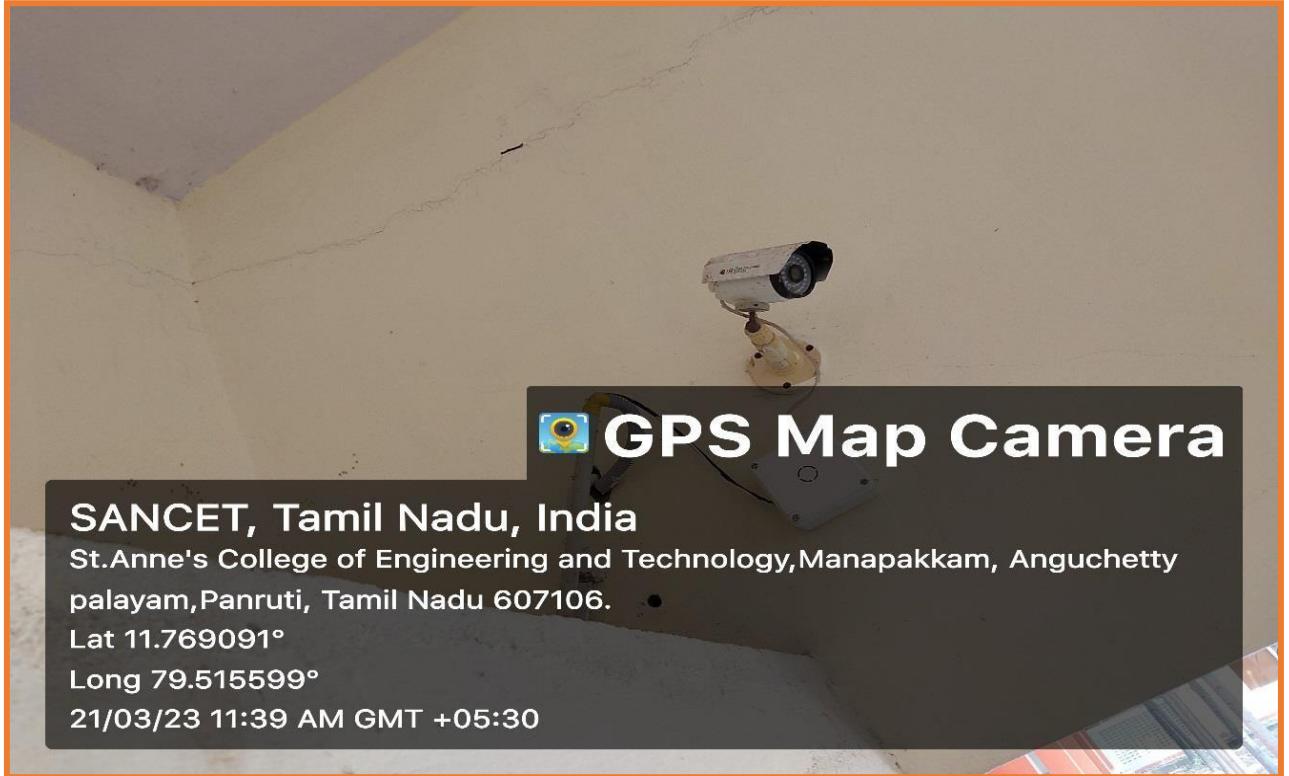 GPS Map Camera
SANCET, Tamil Nadu, India
St.Anne's College of Engineering and Technology,Manapakkam, Anguchetty
palayam,Panruti, Tamil Nadu 607106.
Lat 11.769091°
Long 79.515599°
21/03/23 11:39 AM GMT +05:30